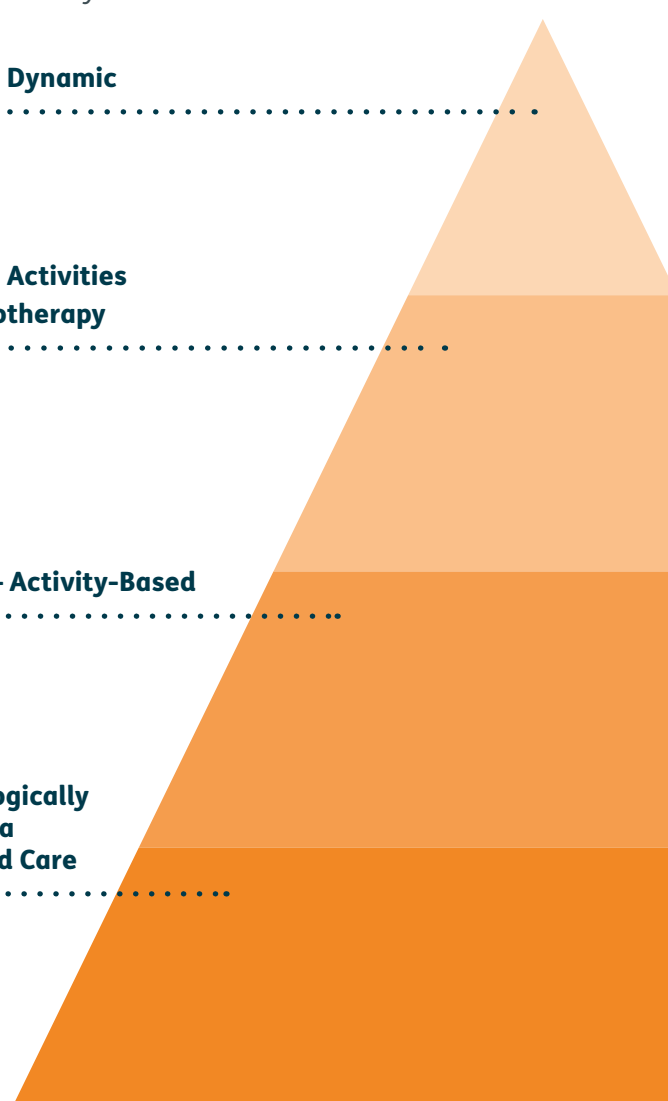 Dynamic
Activities
otherapy
- Activity-Based
ogically
a
d Care